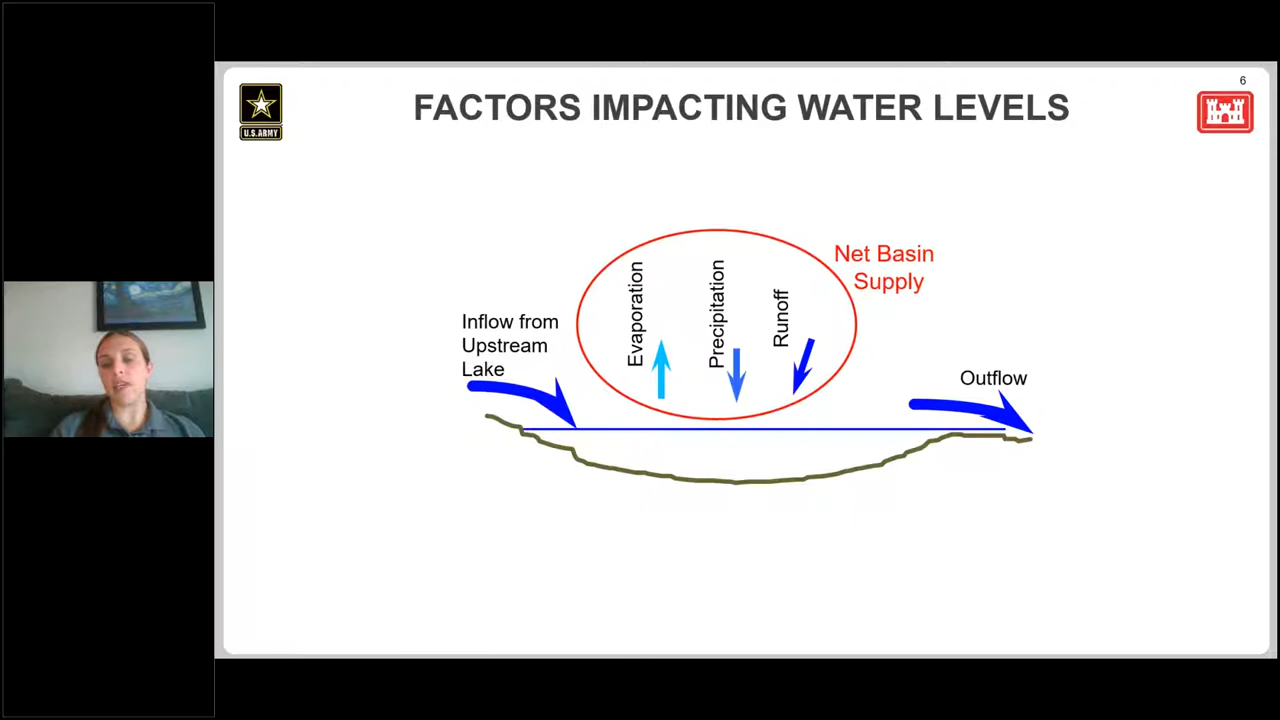 6
FACTORS IMPACTING WATER LEVELS
U.S.ARMY
Net Basin
Supply
Evaporation
Precipitation
Runoff
Inflow from
Upstream
Lake
Outflow